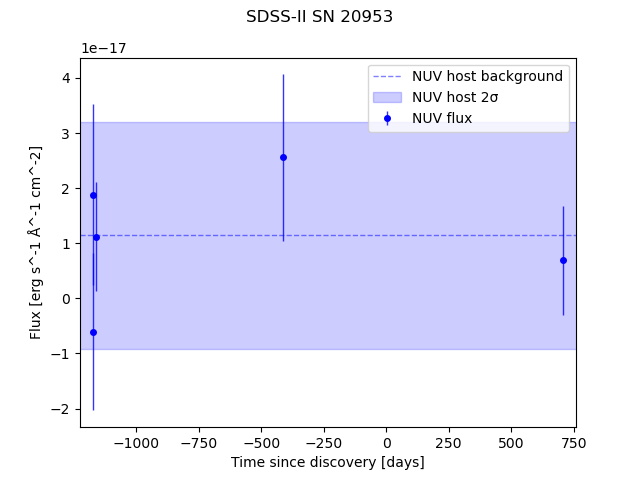 SDSS-II SN 20953
1e−17
NUV host background
NUV host 2σ
NUV flux
4
3
2
1
0
−1
−2
Flux [erg s^-1 Å^-1 cm^-2]
−1000 −750 −500 −250 0 250 500 750
Time since discovery [days]